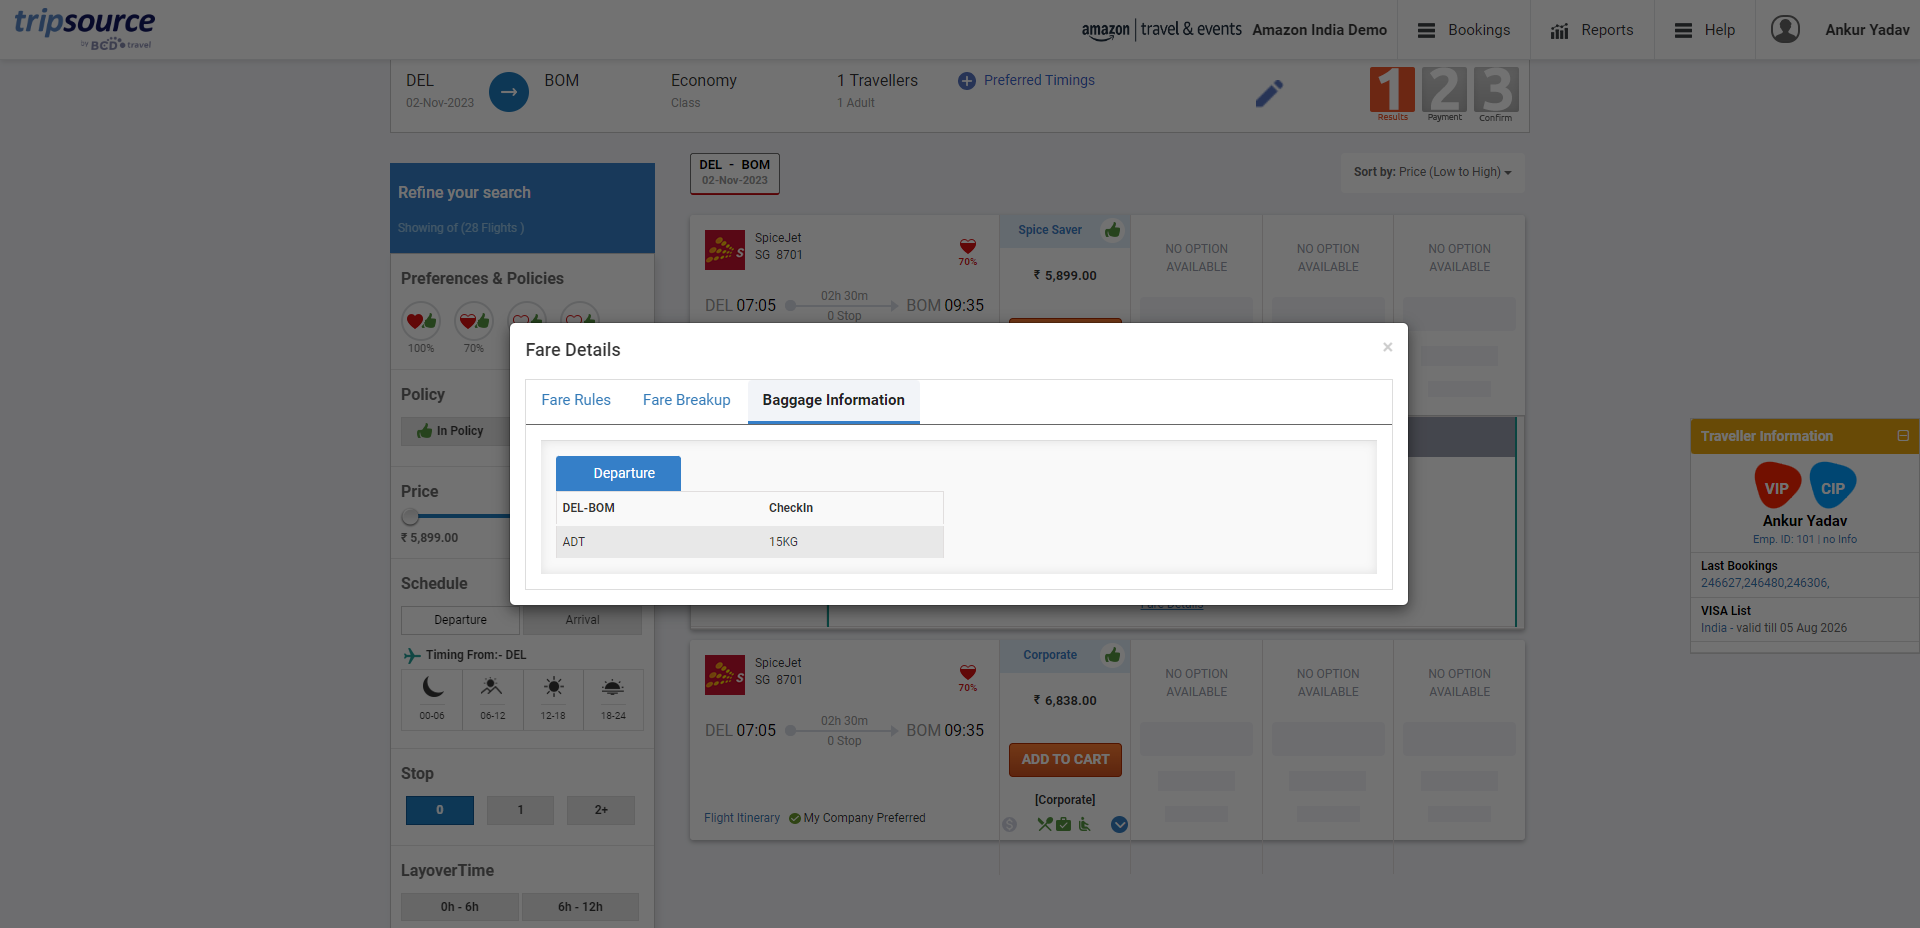 tripsource
by BCD travel
amazon | travel & events Amazon India Demo
Bookings
Reports
Help
Ankur Yadav
DEL
02-Nov-2023
BOM
Economy
Class
1 Travellers
1 Adult
Preferred Timings
1 2 3
Results Payment Confirm
Refine your search
Showing of (28 Flights )
DEL - BOM
02-Nov-2023
Sort by: Price (Low to High)
Preferences & Policies
100%
70%
Policy
In Policy
Price
₹ 5,899.00
Schedule
Departure
Arrival
Timing From:- DEL
00-06
06-12
12-18
18-24
Stop
0
1
2+
LayoverTime
0h - 6h
6h - 12h
SpiceJet
SG 8701
70%
DEL 07:05
02h 30m
0 Stop
BOM 09:35
Spice Saver
₹ 5,899.00
NO OPTION
AVAILABLE
NO OPTION
AVAILABLE
NO OPTION
AVAILABLE
Fare Details
×
Fare Rules
Fare Breakup
Baggage Information
Departure
DEL-BOM
CheckIn
ADT
15KG
Fare Details
SpiceJet
SG 8701
70%
DEL 07:05
02h 30m
0 Stop
BOM 09:35
Flight Itinerary
My Company Preferred
Corporate
₹ 6,838.00
ADD TO CART
[Corporate]
NO OPTION
AVAILABLE
NO OPTION
AVAILABLE
NO OPTION
AVAILABLE
Traveller Information
VIP
CIP
Ankur Yadav
Emp. ID: 101 | no Info
Last Bookings
246627,246480,246306,
VISA List
India - valid till 05 Aug 2026